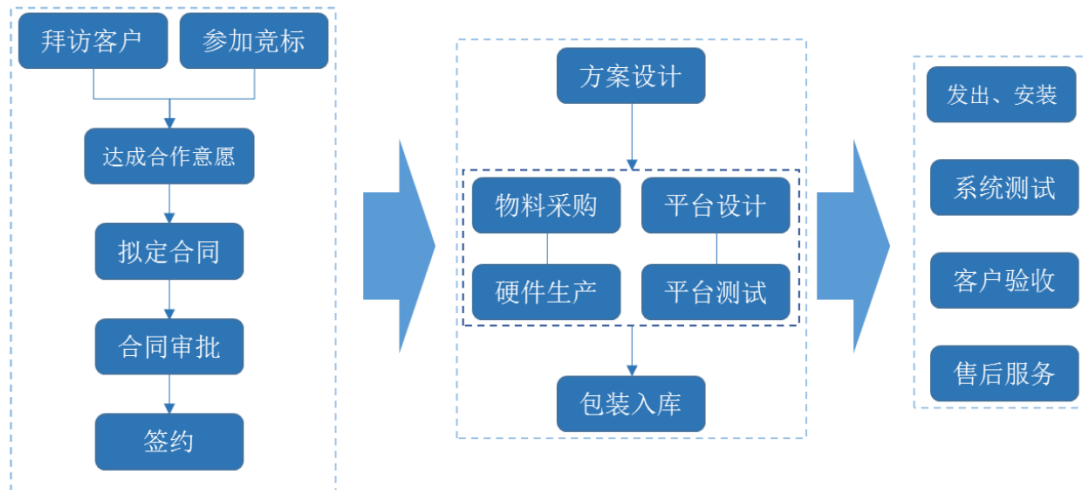 拜访客户
参加竞标
达成合作意愿
拟定合同
合同审批
签约
方案设计
物料采购
平台设计
硬件生产
平台测试
包装入库
发出、安装
系统测试
客户验收
售后服务